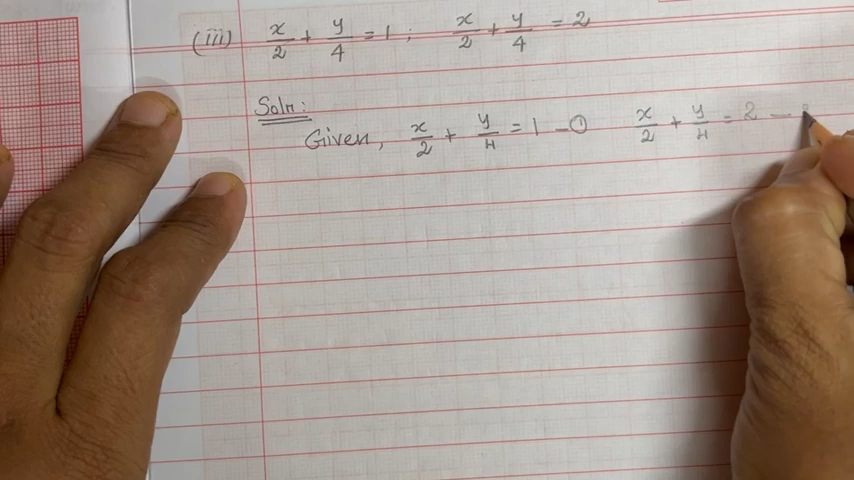 (iii) x/2 + y/4 = 1 ; x/2 + y/4 = 2
Soln:
Given, x/2 + y/4 = 1 – ① x/2 + y/4 = 2 –